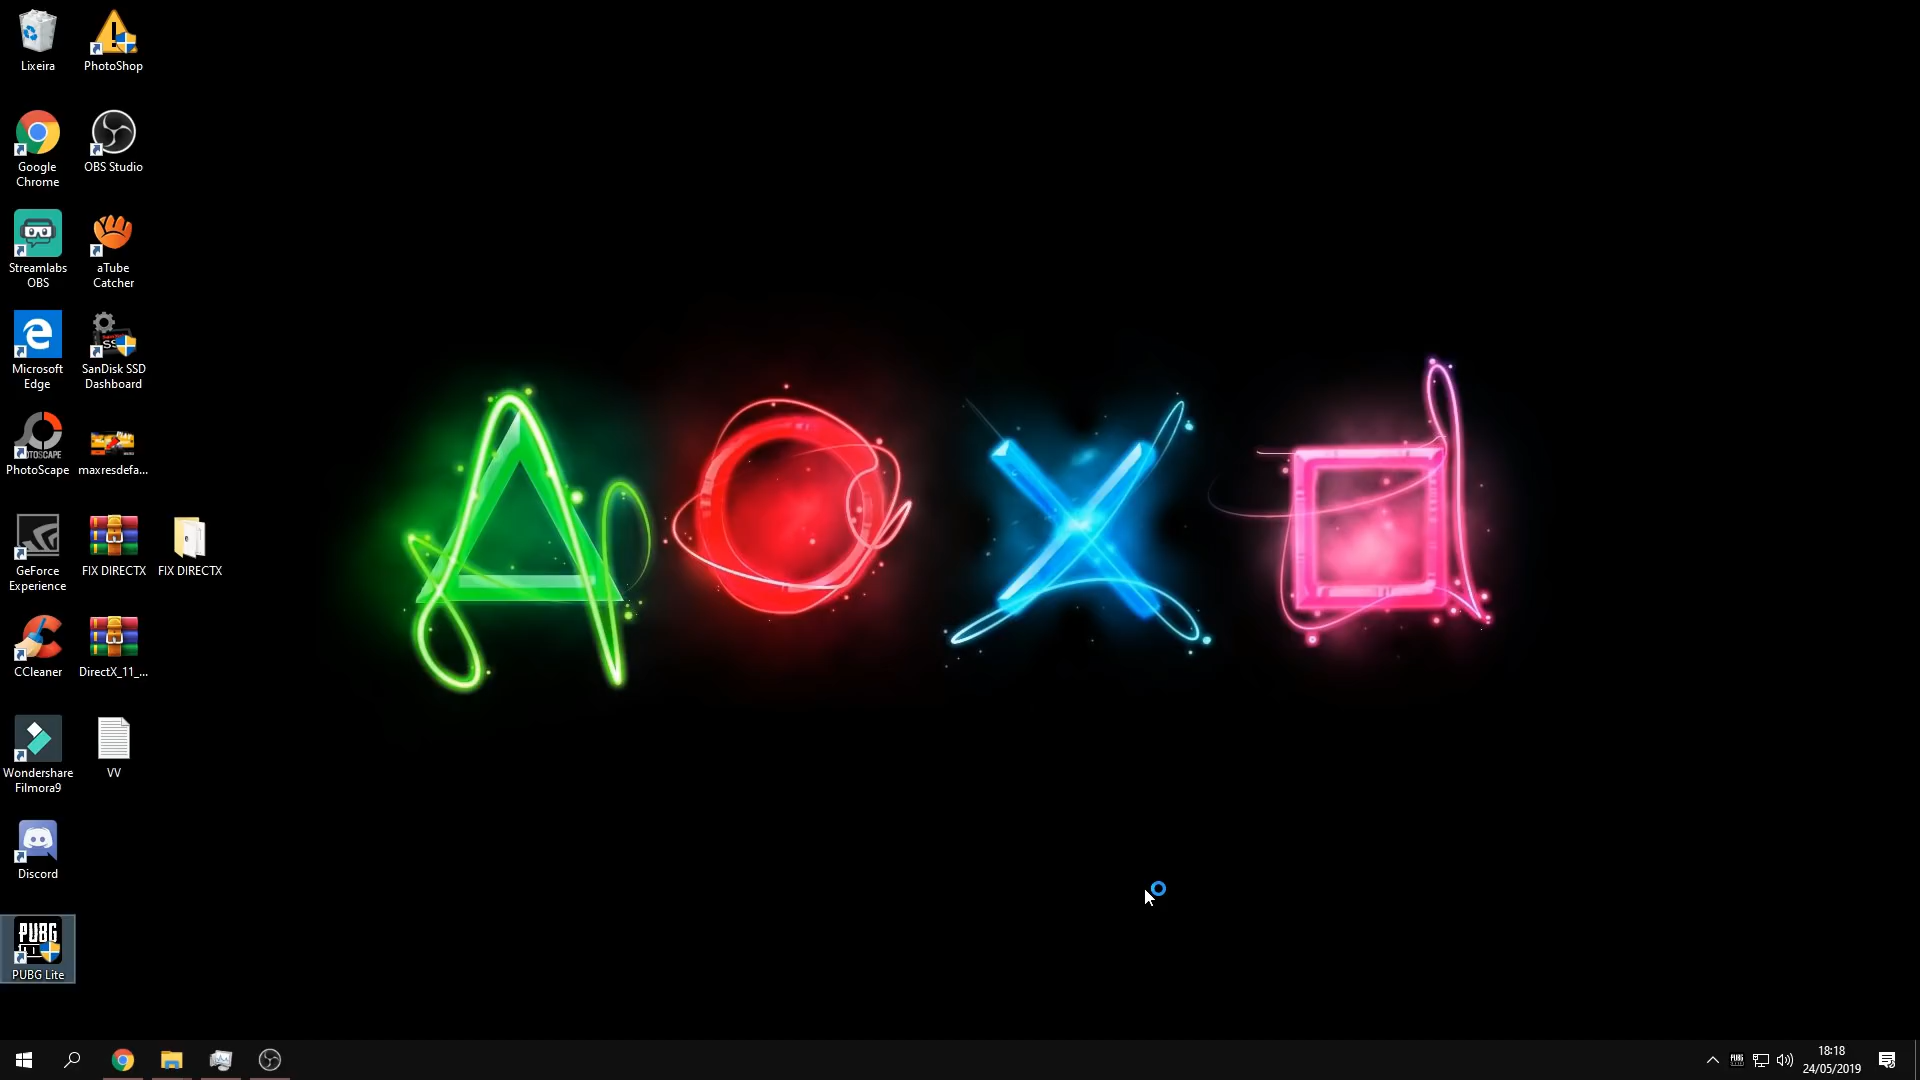 Lixeira
PhotoShop
Google
Chrome
OBS Studio
Streamlabs
OBS
aTube
Catcher
Microsoft
Edge
SanDisk SSD
Dashboard
PhotoScape
maxresdefa...
GeForce
Experience
FIX DIRECTX
FIX DIRECTX
CCleaner
DirectX_11_...
Wondershare
Filmora9
VV
Discord
PUBG
PUBG Lite
18:18
24/05/2019